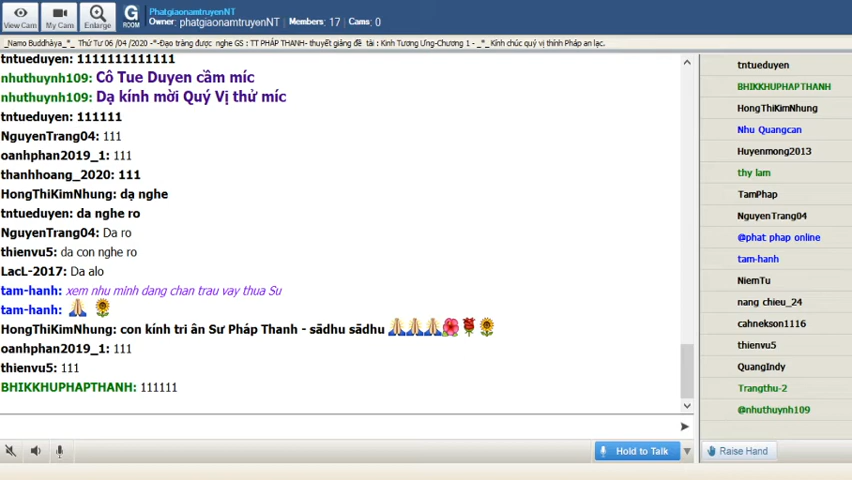 View Cam
My Cam
Enlarge
G
ROOM
PhatgiaonamtruyenNT
Owner: phatgiaonamtruyenNT | Members: 17 | Cams: 0
_Namo Buddhàya_*_ Thứ Tư 06 /04 / 2020 -*-Đạo tràng được nghe GS : TT PHÁP THANH- thuyết giảng đề tài : Kinh Tương Ưng-Chương 1 - _*_ Kính chúc quý vị thính Pháp an lạc.
tntueduyen: 1111111111111
nhuthuynh109: Cô Tue Duyen cầm míc
nhuthuynh109: Dạ kính mời Quý Vị thử míc
tntueduyen: 111111
NguyenTrang04: 111
oanhphan2019_1: 111
thanhhoang_2020: 111
HongThiKimNhung: dạ nghe
tntueduyen: da nghe ro
NguyenTrang04: Da ro
thienvu5: da con nghe ro
LacL-2017: Da alo
tam-hanh: xem nhu minh dang chan trau vay thua Su
tam-hanh: 🙏🌻
HongThiKimNhung: con kính tri ân Sư Pháp Thanh - sādhu sādhu 🙏🙏🙏🌺🌹🌻
oanhphan2019_1: 111
thienvu5: 111
BHIKKHUPHAPTHANH: 111111
Hold to Talk
tntueduyen
BHIKKHUPHAPTHANH
HongThiKimNhung
Nhu Quangcan
Huyenmong2013
thy lam
TamPhap
NguyenTrang04
@phat phap online
tam-hanh
NiemTu
nang chieu_24
cahnekson1116
thienvu5
QuangIndy
Trangthu-2
@nhuthuynh109
Raise Hand